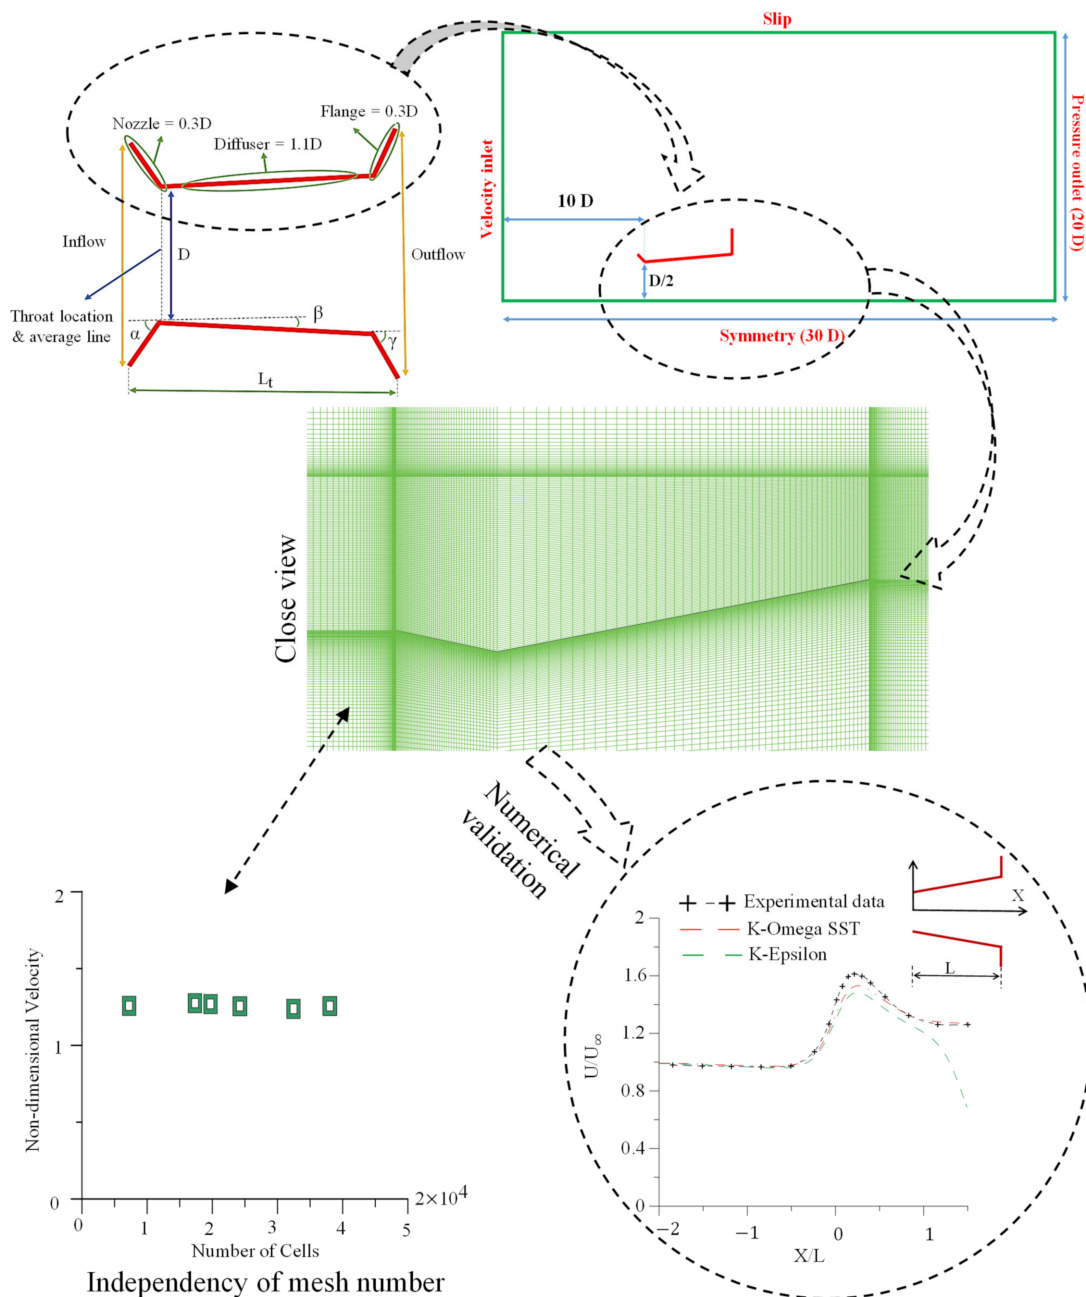 Flange = 0.3D
Nozzle = 0.3D
Diffuser = 1.1D
Inflow
D
Outflow
Throat location
& average line
α
β
γ
Lt
Slip
Velocity inlet
Pressure outlet (20 D)
10 D
D/2
Symmetry (30 D)
Close view
Numerical
validation
2
1
0
Non-dimensional Velocity
0 1 2 3 4 5
2×10⁴
Number of Cells
Independency of mesh number
Experimental data
K-Omega SST
K-Epsilon
X
L
2
1.6
1.2
0.8
0.4
0
U/U∞
−2 −1 0 1
X/L